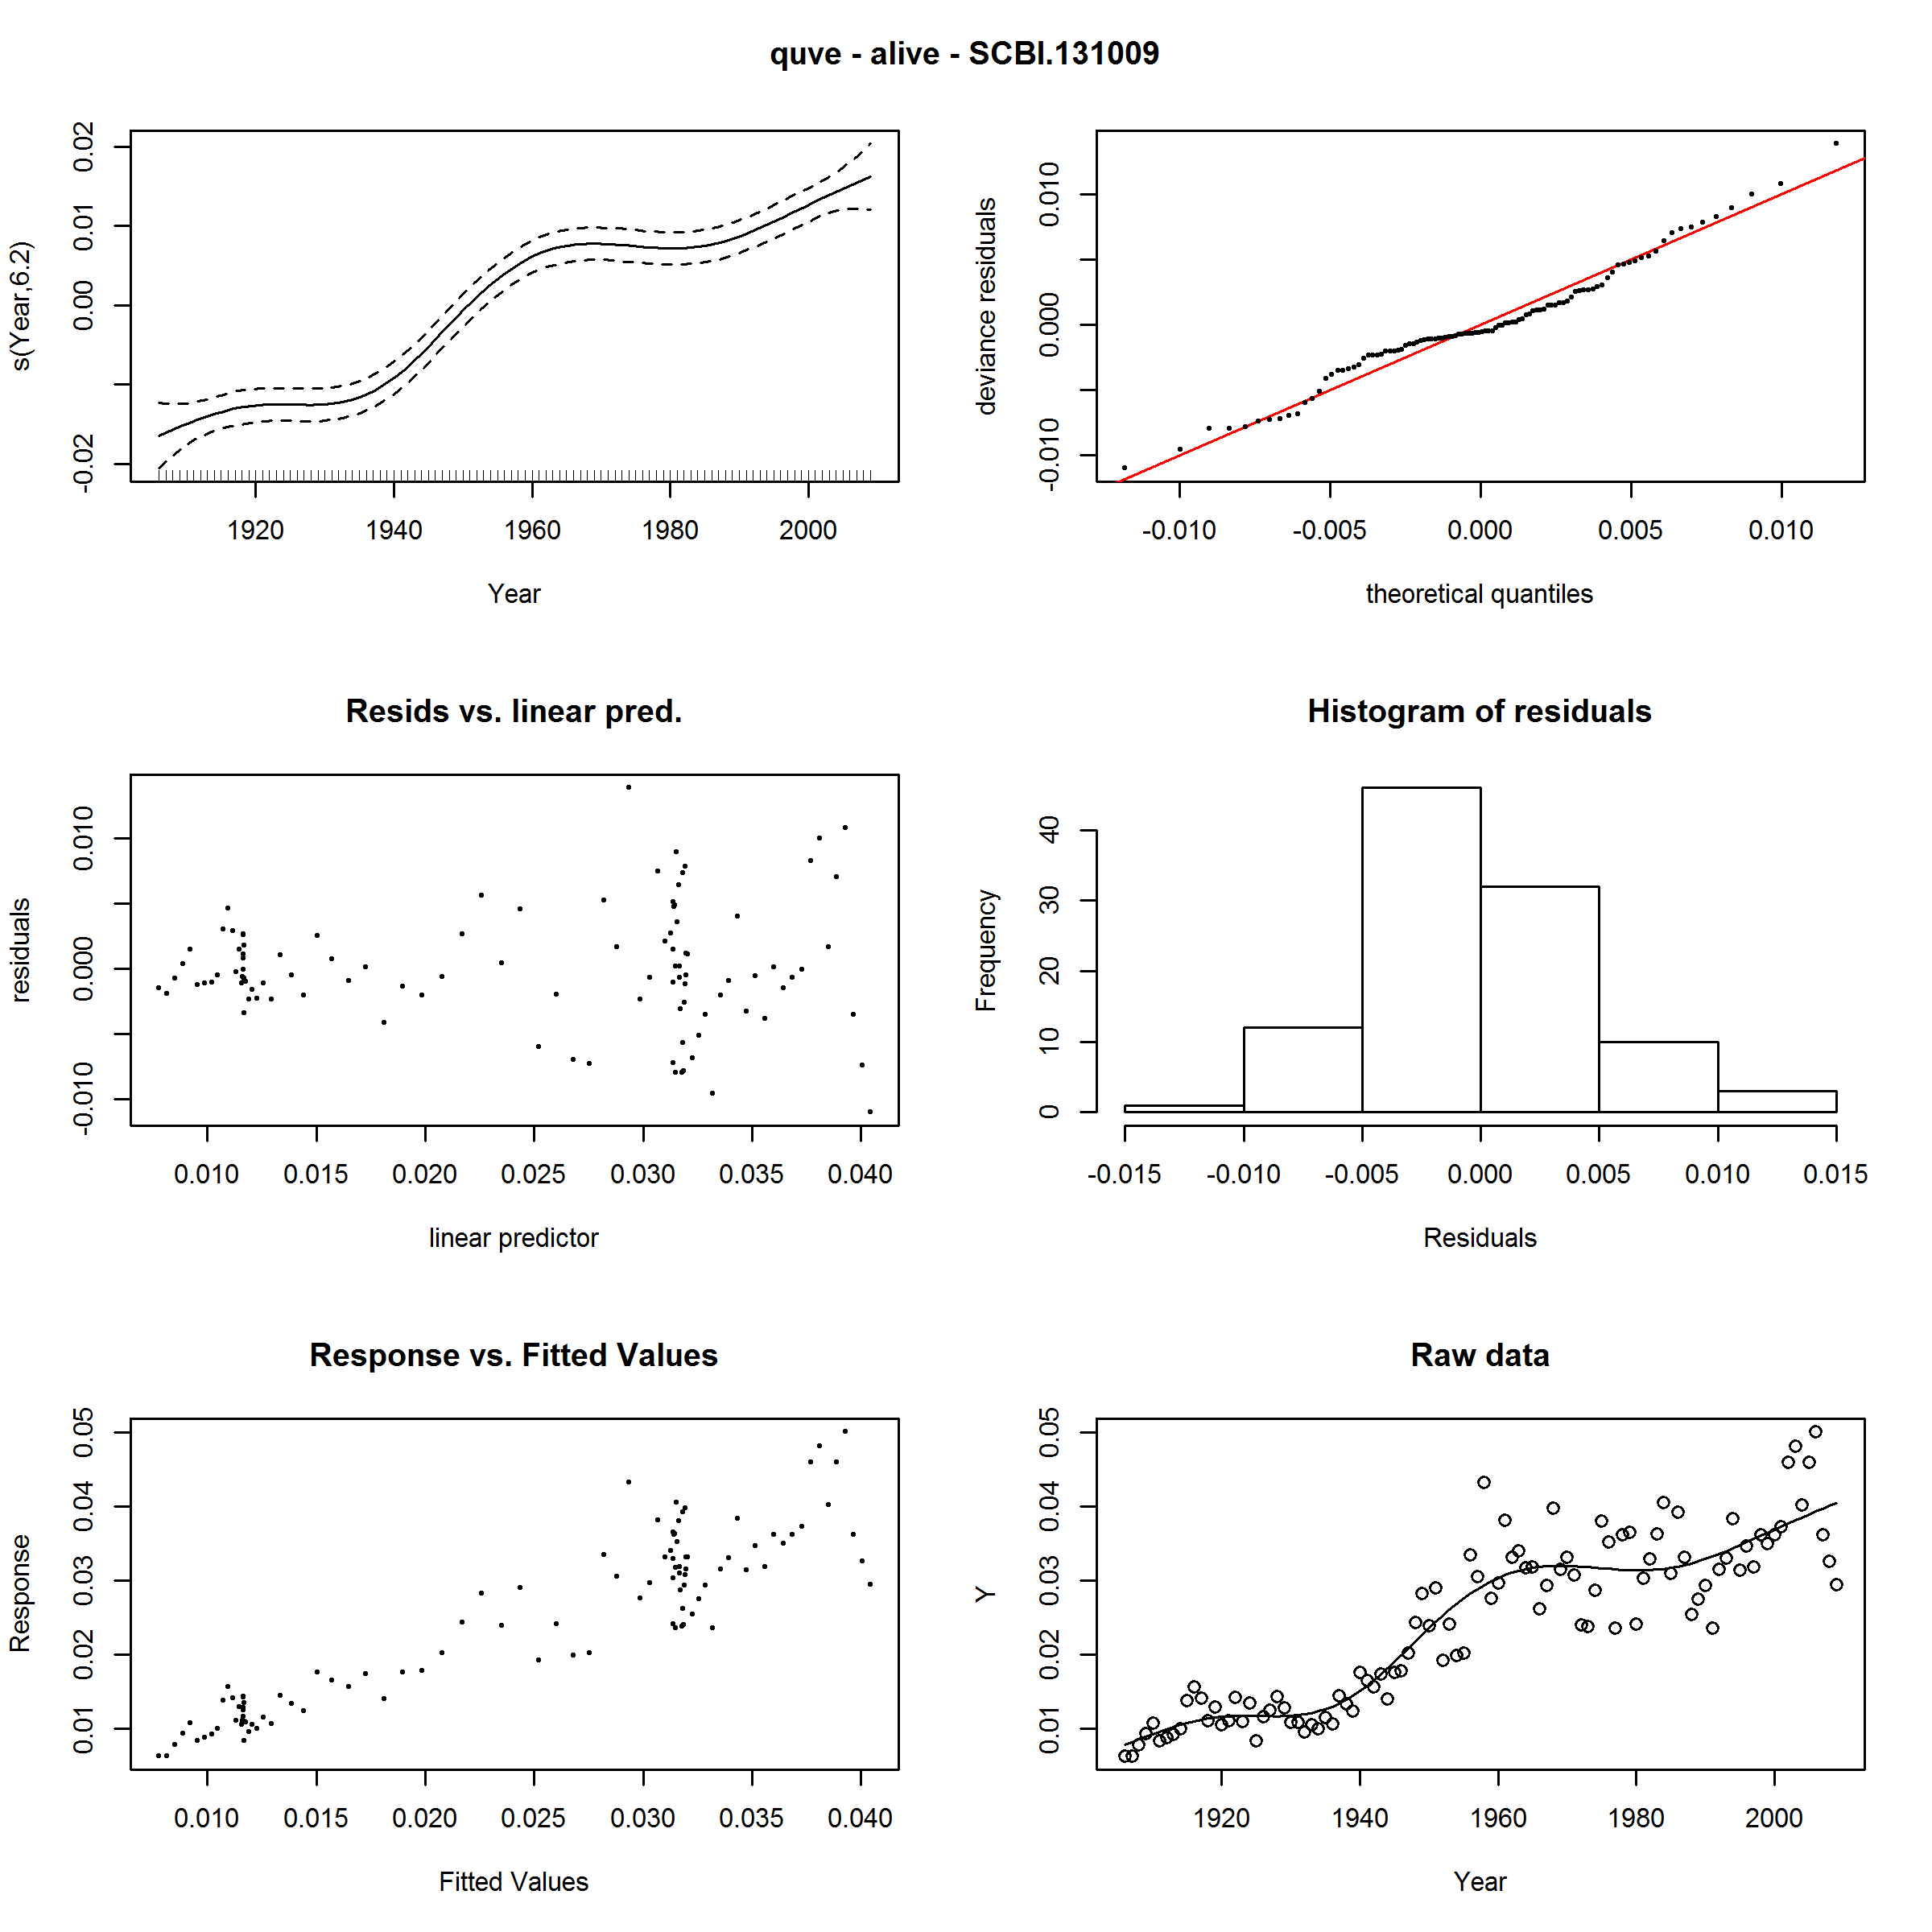 quve - alive - SCBI.131009
s(Year,6.2)
-0.02 0.00 0.01 0.02
1920 1940 1960 1980 2000
Year
deviance residuals
-0.010 0.000 0.010
-0.010 -0.005 0.000 0.005 0.010
theoretical quantiles
Resids vs. linear pred.
residuals
-0.010 0.000 0.010
0.010 0.015 0.020 0.025 0.030 0.035 0.040
linear predictor
Histogram of residuals
Frequency
0 10 20 30 40
-0.015 -0.010 -0.005 0.000 0.005 0.010 0.015
Residuals
Response vs. Fitted Values
Response
0.01 0.02 0.03 0.04 0.05
0.010 0.015 0.020 0.025 0.030 0.035 0.040
Fitted Values
Raw data
Y
0.01 0.02 0.03 0.04 0.05
1920 1940 1960 1980 2000
Year